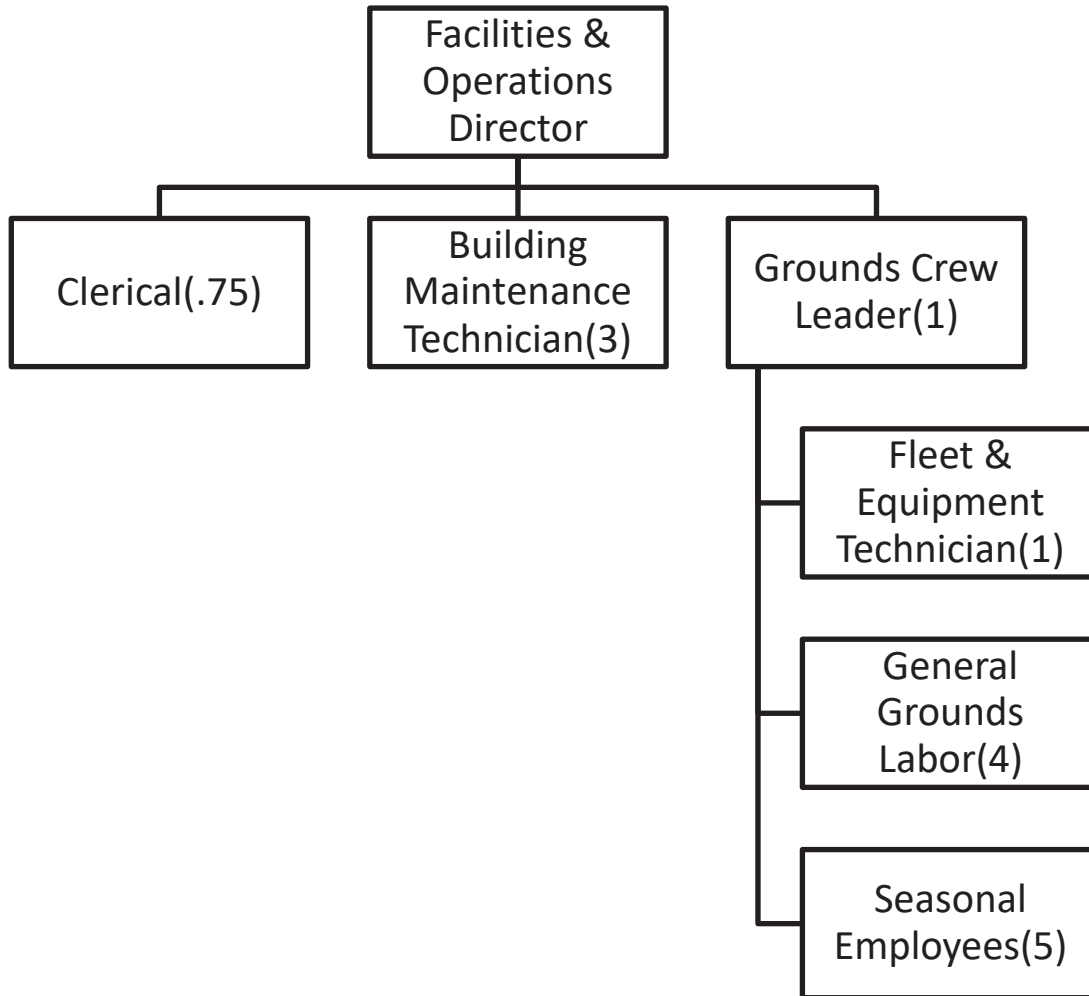 Facilities &
Operations
Director
Clerical(.75)
Building
Maintenance
Technician(3)
Grounds Crew
Leader(1)
Fleet &
Equipment
Technician(1)
General
Grounds
Labor(4)
Seasonal
Employees(5)